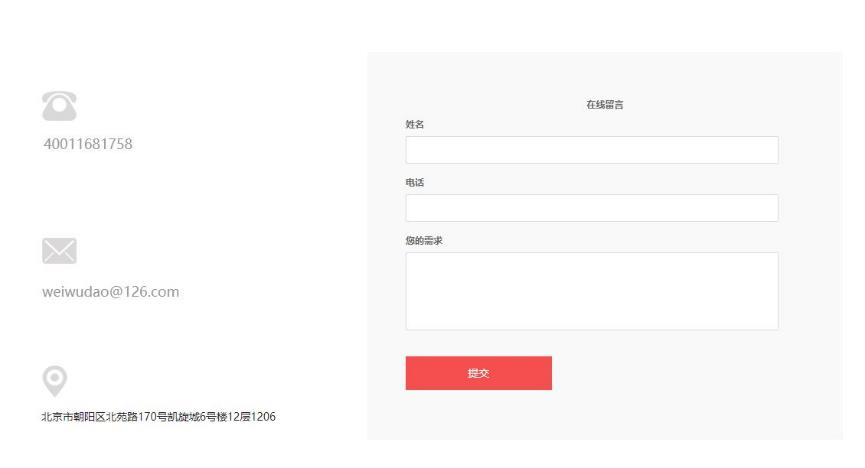 40011681758
weiwudao@126.com
北京市朝阳区北苑路170号凯旋城6号楼12层1206
在线留言
姓名
电话
您的需求
提交